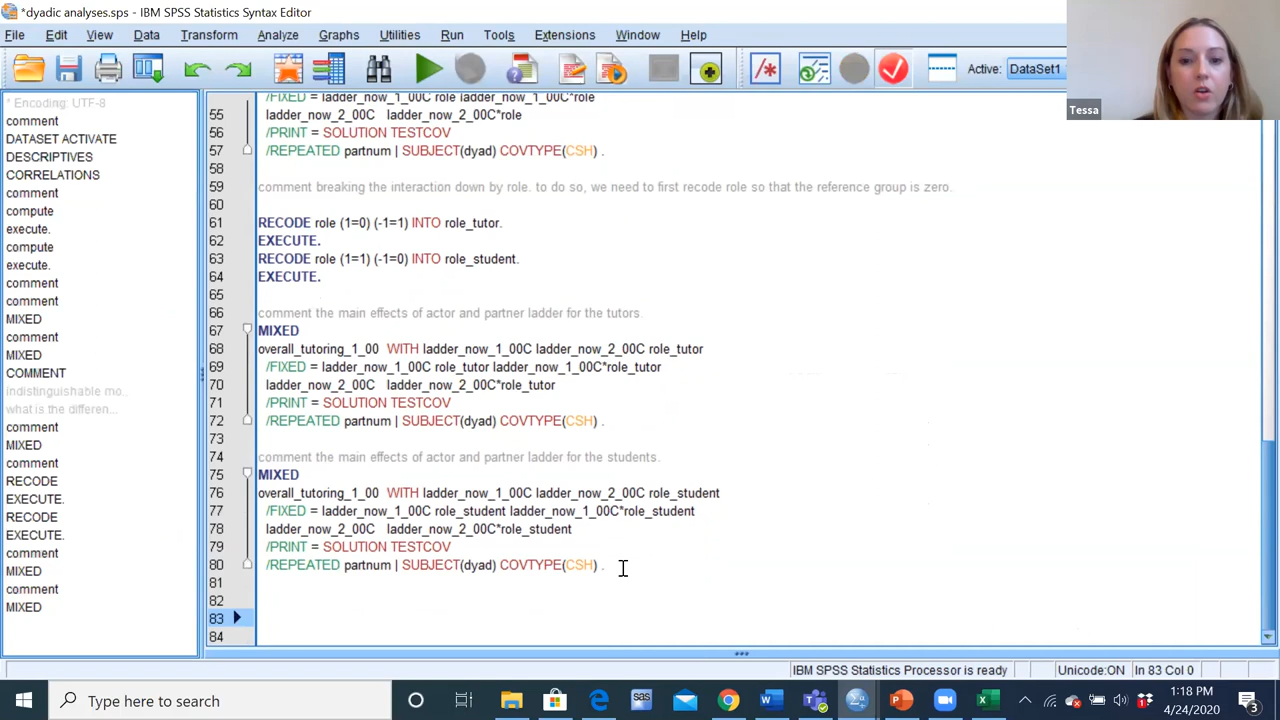 *dyadic analyses.sps - IBM SPSS Statistics Syntax Editor
File Edit View Data Transform Analyze Graphs Utilities Run Tools Extensions Window Help
Active: DataSet1
Tessa
* Encoding: UTF-8
comment
DATASET ACTIVATE
DESCRIPTIVES
CORRELATIONS
comment
compute
execute.
compute
execute.
comment
comment
MIXED
comment
MIXED
COMMENT
indistinguishable mo..
what is the differen...
comment
MIXED
comment
RECODE
EXECUTE.
RECODE
EXECUTE.
comment
MIXED
comment
MIXED
/FIXED = ladder_now_1_00C role ladder_now_1_00C*role
55 ladder_now_2_00C ladder_now_2_00C*role
56 /PRINT = SOLUTION TESTCOV
57 /REPEATED partnum | SUBJECT(dyad) COVTYPE(CSH) .
58
59 comment breaking the interaction down by role. to do so, we need to first recode role so that the reference group is zero.
60
61 RECODE role (1=0) (-1=1) INTO role_tutor.
62 EXECUTE.
63 RECODE role (1=1) (-1=0) INTO role_student.
64 EXECUTE.
65
66 comment the main effects of actor and partner ladder for the tutors.
67 MIXED
68 overall_tutoring_1_00 WITH ladder_now_1_00C ladder_now_2_00C role_tutor
69 /FIXED = ladder_now_1_00C role_tutor ladder_now_1_00C*role_tutor
70 ladder_now_2_00C ladder_now_2_00C*role_tutor
71 /PRINT = SOLUTION TESTCOV
72 /REPEATED partnum | SUBJECT(dyad) COVTYPE(CSH) .
73
74 comment the main effects of actor and partner ladder for the students.
75 MIXED
76 overall_tutoring_1_00 WITH ladder_now_1_00C ladder_now_2_00C role_student
77 /FIXED = ladder_now_1_00C role_student ladder_now_1_00C*role_student
78 ladder_now_2_00C ladder_now_2_00C*role_student
79 /PRINT = SOLUTION TESTCOV
80 /REPEATED partnum | SUBJECT(dyad) COVTYPE(CSH) .
81
82
83
84
IBM SPSS Statistics Processor is ready Unicode:ON In 83 Col 0
Type here to search
sas
1:18 PM
4/24/2020
3